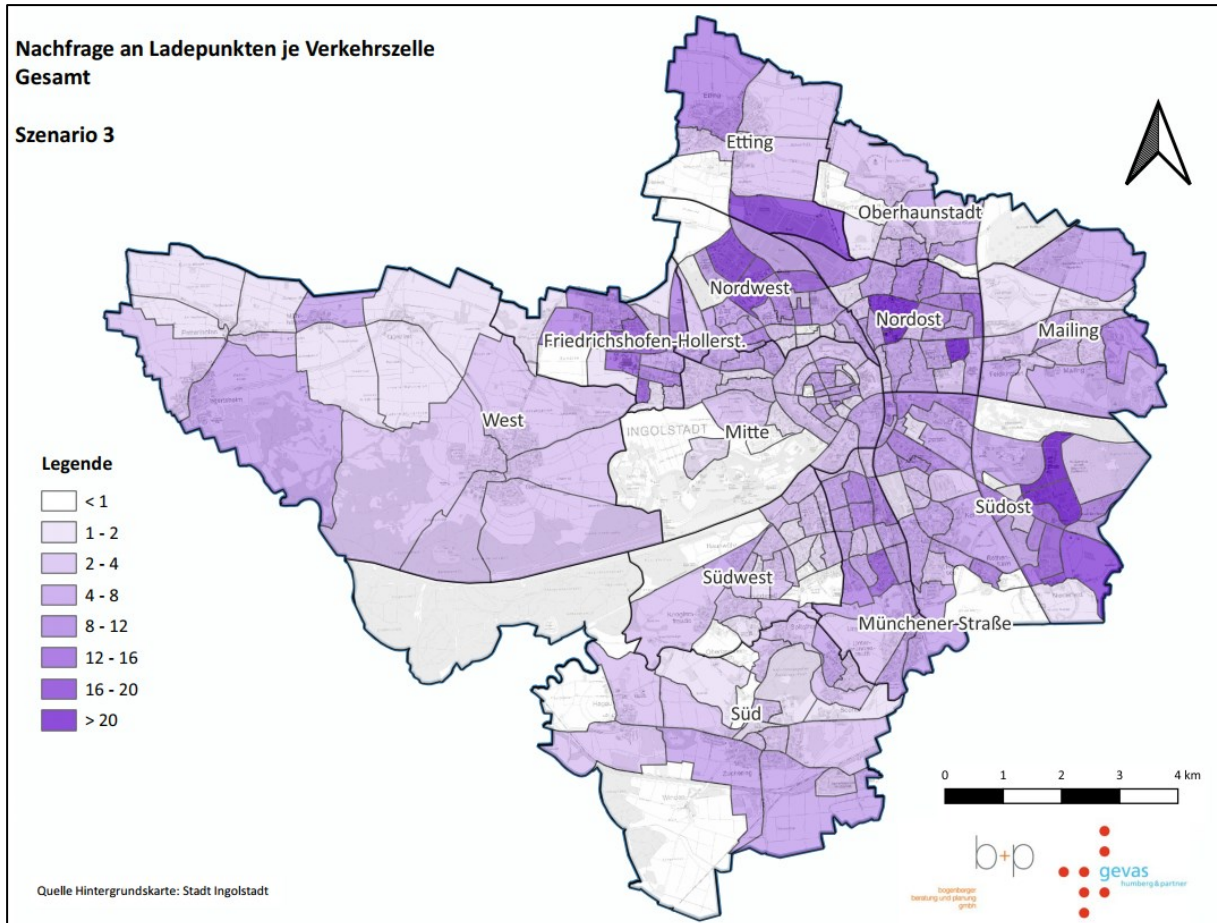 Nachfrage an Ladepunkten je Verkehrszelle
Gesamt
Szenario 3
Etting
Oberhaunstadt
Nordwest
Nordost
Friedrichshofen-Hollerst.
Mailing
West
INGOLSTADT
Mitte
Südost
Südwest
Münchener-Straße
Süd
Legende
< 1
1 - 2
2 - 4
4 - 8
8 - 12
12 - 16
16 - 20
> 20
0 1 2 3 4 km
b+p
bogenberger
beratung und planung
gmbh
gevas
humberg & partner
Quelle Hintergrundskarte: Stadt Ingolstadt